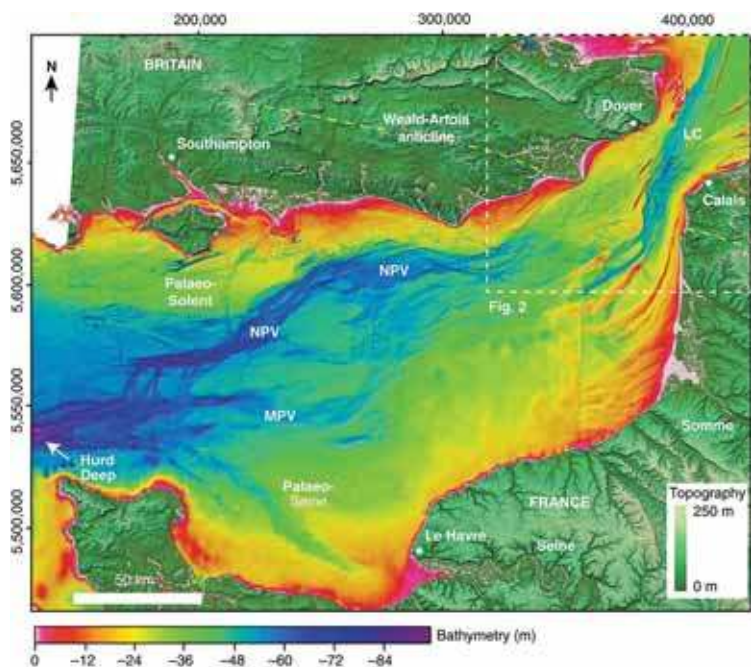 200,000
300,000
400,000
N
BRITAIN
Southampton
Weald-Artois
anticline
Dover
LC
Calais
5,650,000
5,600,000
5,550,000
5,500,000
Palaeo-
Solent
NPV
NPV
Fig. 2
MPV
Hurd
Deep
Palaeo-
Seine
Somme
FRANCE
Le Havre
Seine
Topography
250 m
0 m
50 km
Bathymetry (m)
0 −12 −24 −36 −48 −60 −72 −84